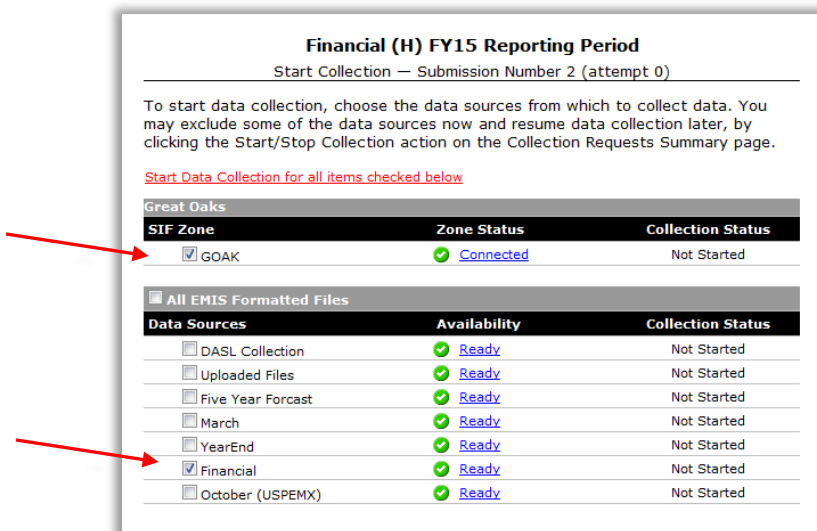 Financial (H) FY15 Reporting Period
Start Collection — Submission Number 2 (attempt 0)
To start data collection, choose the data sources from which to collect data. You
may exclude some of the data sources now and resume data collection later, by
clicking the Start/Stop Collection action on the Collection Requests Summary page.
Start Data Collection for all items checked below
Great Oaks
SIF Zone Zone Status Collection Status
GOAK Connected Not Started
All EMIS Formatted Files
Data Sources Availability Collection Status
DASL Collection Ready Not Started
Uploaded Files Ready Not Started
Five Year Forcast Ready Not Started
March Ready Not Started
YearEnd Ready Not Started
Financial Ready Not Started
October (USPEMX) Ready Not Started